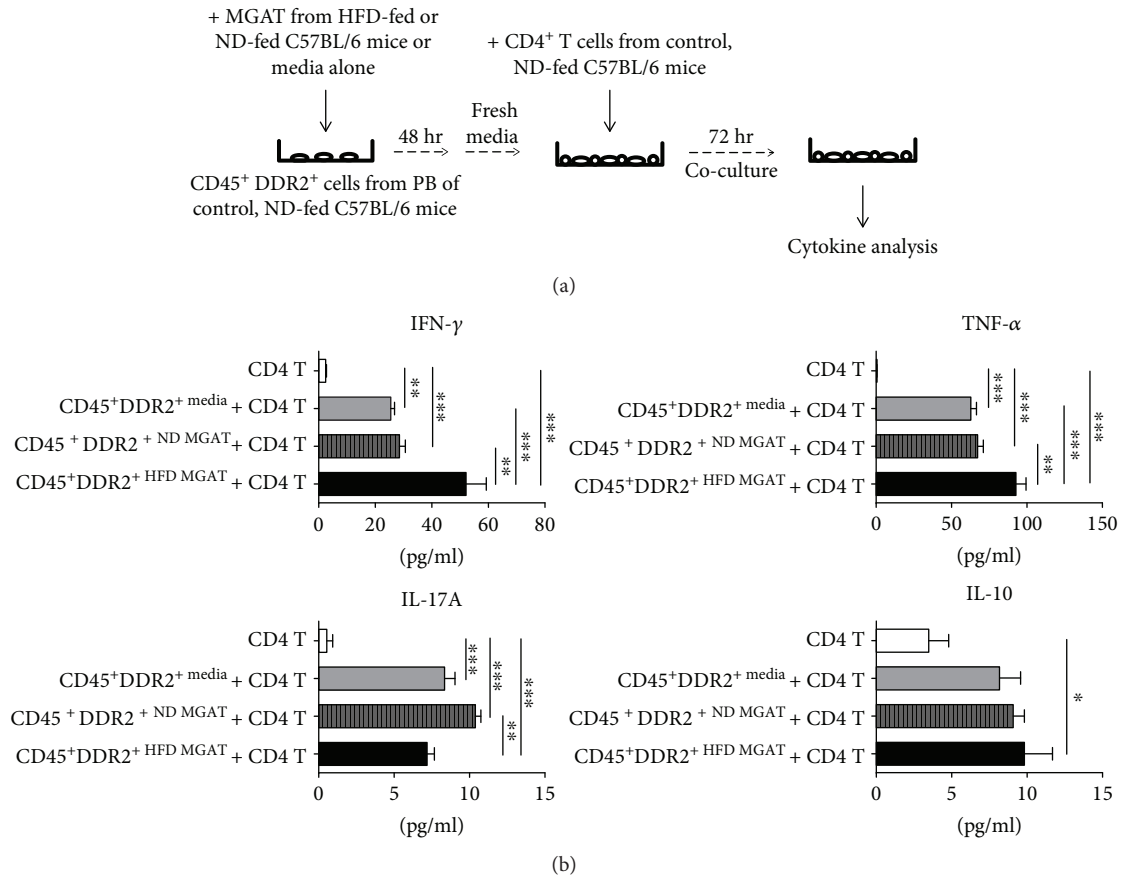 + MGAT from HFD-fed or
ND-fed C57BL/6 mice or
media alone
+ CD4⁺ T cells from control,
ND-fed C57BL/6 mice
48 hr
Fresh
media
72 hr
Co-culture
CD45⁺ DDR2⁺ cells from PB of
control, ND-fed C57BL/6 mice
Cytokine analysis
(a)
IFN-γ
CD4 T
CD45⁺DDR2⁺ ᵐᵉᵈⁱᵃ + CD4 T
CD45 ⁺ DDR2 ⁺ ND MGAT + CD4 T
CD45⁺DDR2⁺ HFD MGAT + CD4 T
**
***
**
***
***
0 20 40 60 80
(pg/ml)
TNF-α
CD4 T
CD45⁺DDR2⁺ ᵐᵉᵈⁱᵃ + CD4 T
CD45 ⁺ DDR2 ⁺ ND MGAT + CD4 T
CD45⁺DDR2⁺ HFD MGAT + CD4 T
***
***
**
***
***
0 50 100 150
(pg/ml)
IL-17A
CD4 T
CD45⁺DDR2⁺ ᵐᵉᵈⁱᵃ + CD4 T
CD45 ⁺ DDR2 ⁺ ND MGAT + CD4 T
CD45⁺DDR2⁺ HFD MGAT + CD4 T
***
***
**
***
0 5 10 15
(pg/ml)
IL-10
CD4 T
CD45⁺DDR2⁺ ᵐᵉᵈⁱᵃ + CD4 T
CD45 ⁺ DDR2 ⁺ ND MGAT + CD4 T
CD45⁺DDR2⁺ HFD MGAT + CD4 T
*
0 5 10 15
(pg/ml)
(b)